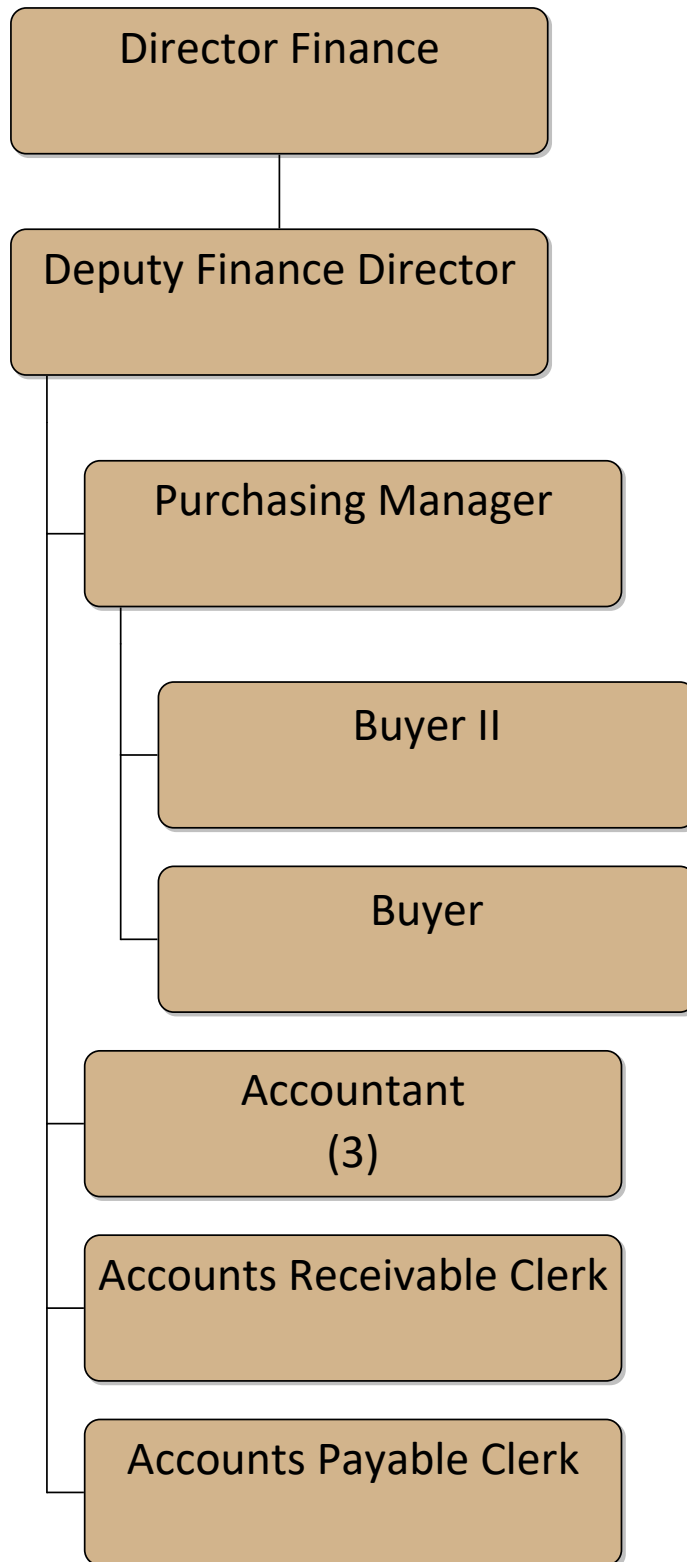 Director Finance
Deputy Finance Director
Purchasing Manager
Buyer II
Buyer
Accountant
(3)
Accounts Receivable Clerk
Accounts Payable Clerk